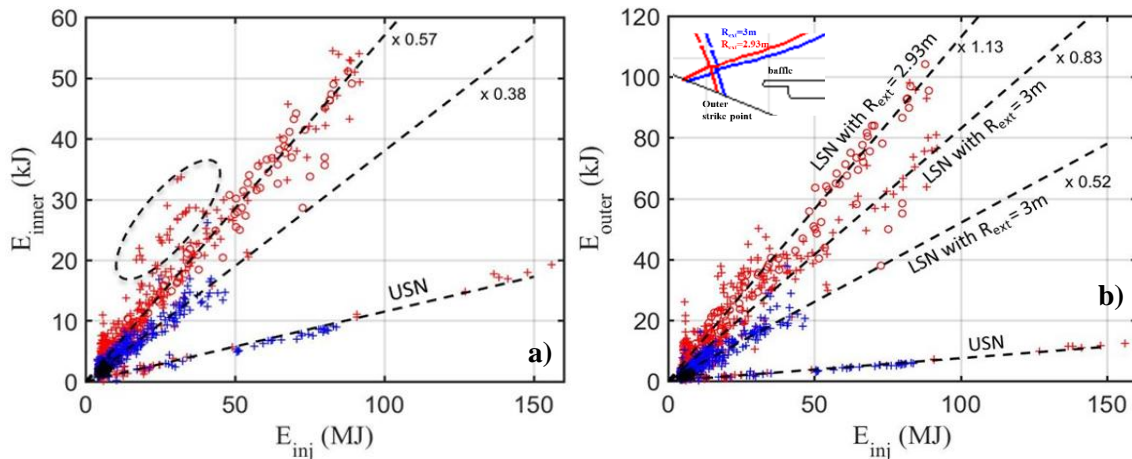 60
50
40
30
20
10
0
E_inner (kJ)
x 0.57
x 0.38
USN
a)
0 50 100 150
E_inj (MJ)
120
100
80
60
40
20
0
E_outer (kJ)
R_ext=3m
R_ext=2.93m
baffle
Outer
strike point
LSN with R_ext = 2.93m
x 1.13
x 0.83
LSN with R_ext = 3m
x 0.52
LSN with R_ext = 3m
USN
b)
0 50 100 150
E_inj (MJ)